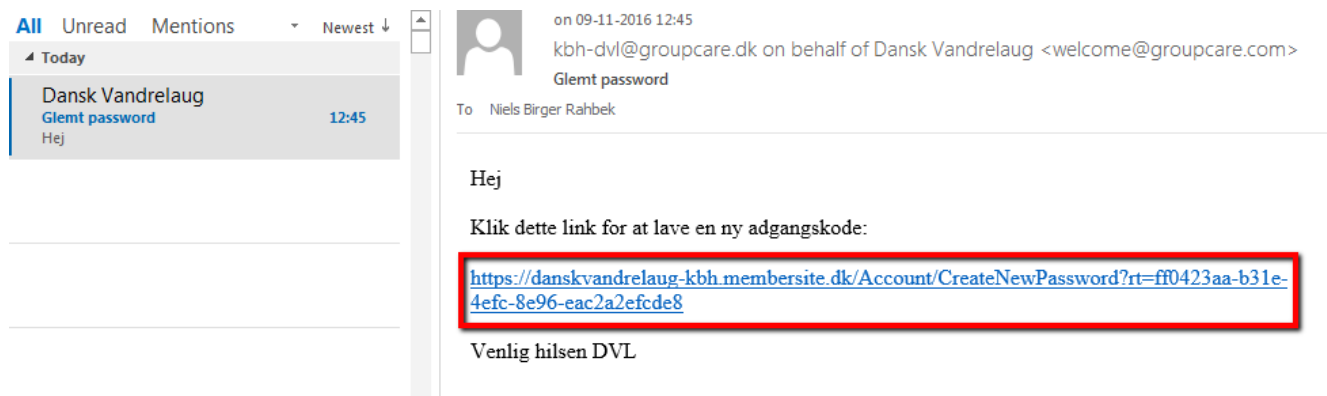 All Unread Mentions Newest ↓
Today
Dansk Vandrelaug
Glemt password 12:45
Hej
on 09-11-2016 12:45
kbh-dvl@groupcare.dk on behalf of Dansk Vandrelaug <welcome@groupcare.com>
Glemt password
To Niels Birger Rahbek
Hej
Klik dette link for at lave en ny adgangskode:
https://danskvandrelaug-kbh.membersite.dk/Account/CreateNewPassword?rt=ff0423aa-b31e-
4efc-8e96-eac2a2efcde8
Venlig hilsen DVL